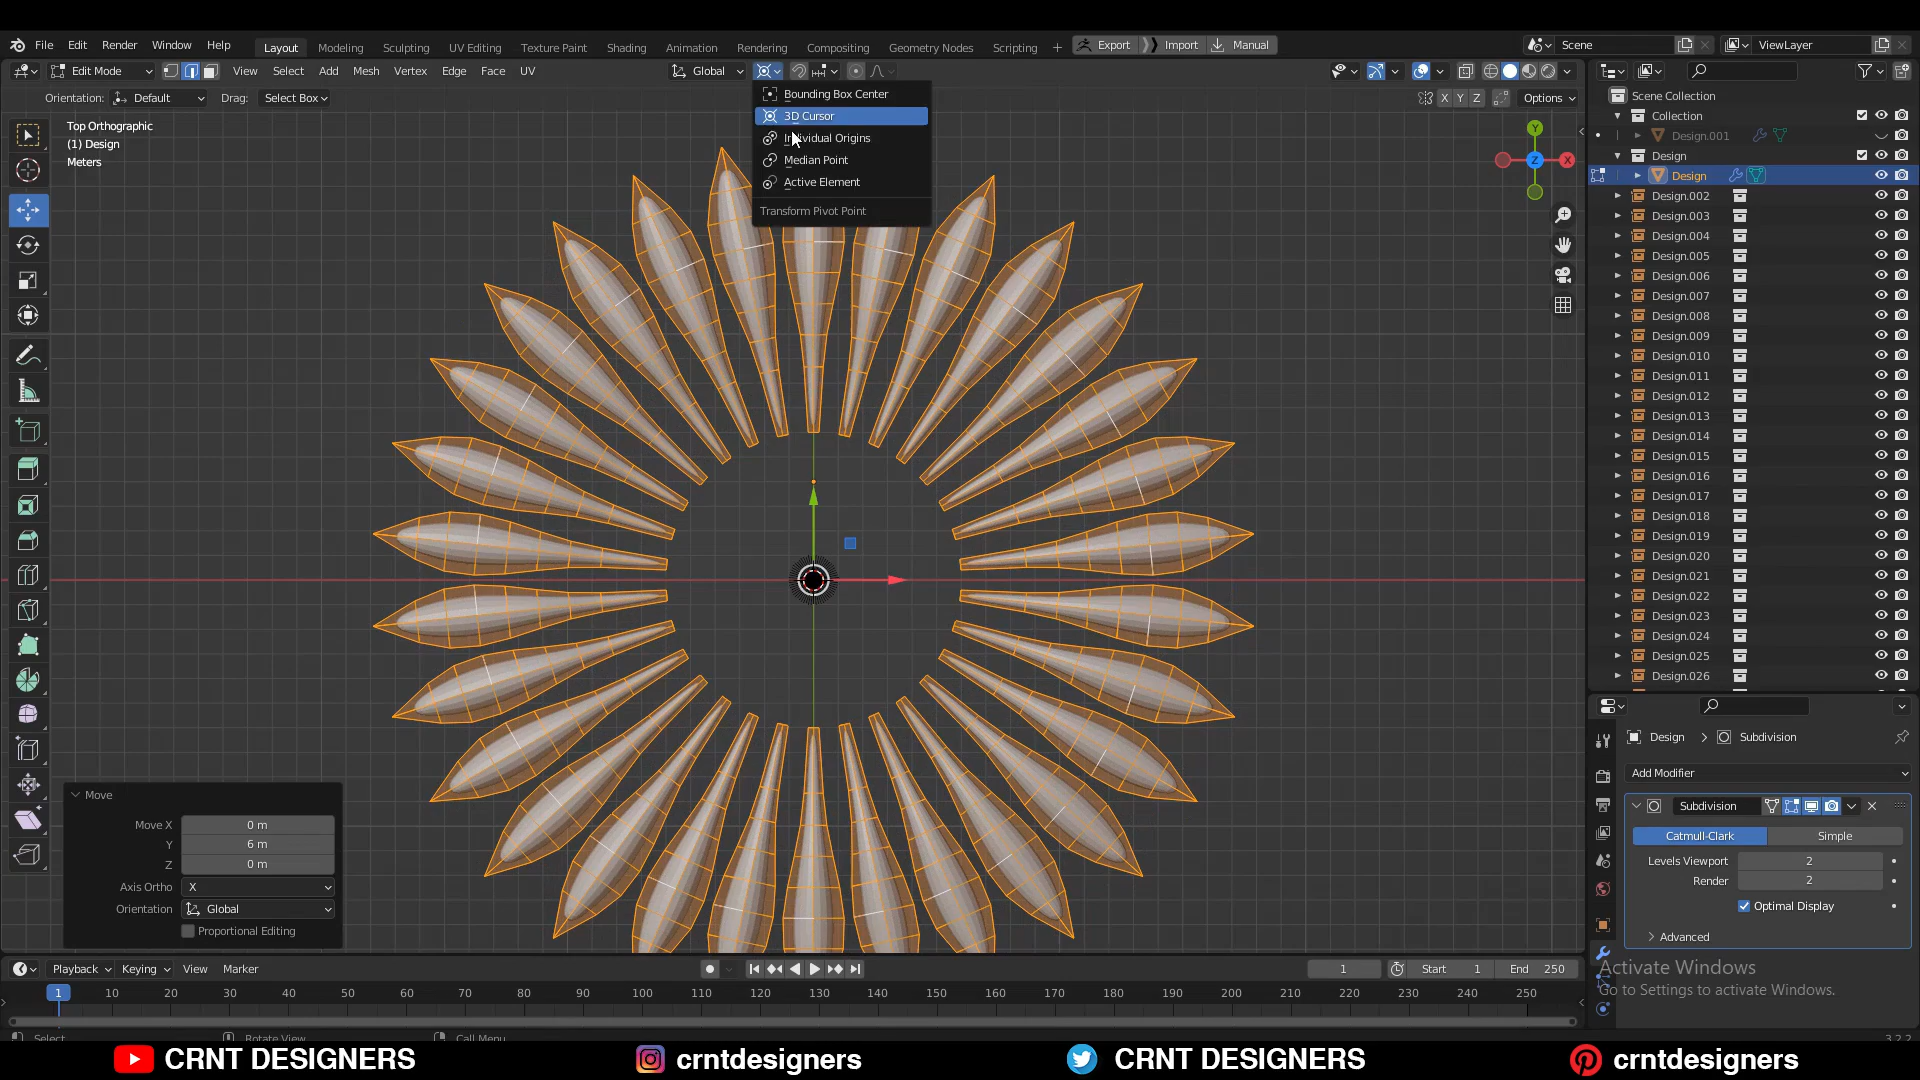 File Edit Render Window Help Layout Modeling Sculpting UV Editing Texture Paint Shading Animation Rendering Compositing Geometry Nodes Scripting + Export Import Manual Scene ViewLayer
Edit Mode View Select Add Mesh Vertex Edge Face UV Global
Orientation: Default Drag: Select Box X Y Z Options
Top Orthographic
(1) Design
Meters
Bounding Box Center
3D Cursor
Individual Origins
Median Point
Active Element
Transform Pivot Point
Y
Z
X
Scene Collection
Collection
Design.001
Design
Design
Design.002
Design.003
Design.004
Design.005
Design.006
Design.007
Design.008
Design.009
Design.010
Design.011
Design.012
Design.013
Design.014
Design.015
Design.016
Design.017
Design.018
Design.019
Design.020
Design.021
Design.022
Design.023
Design.024
Design.025
Design.026
Design > Subdivision
Add Modifier
Subdivision
Catmull-Clark Simple
Levels Viewport 2
Render 2
Optimal Display
Advanced
Activate Windows
Go to Settings to activate Windows.
Move
Move X 0 m
Y 6 m
Z 0 m
Axis Ortho X
Orientation Global
Proportional Editing
Playback Keying View Marker 1 Start 1 End 250
1 10 20 30 40 50 60 70 80 90 100 110 120 130 140 150 160 170 180 190 200 210 220 230 240 250
Select Rotate View Call Menu 3.2.2
CRNT DESIGNERS crntdesigners CRNT DESIGNERS crntdesigners